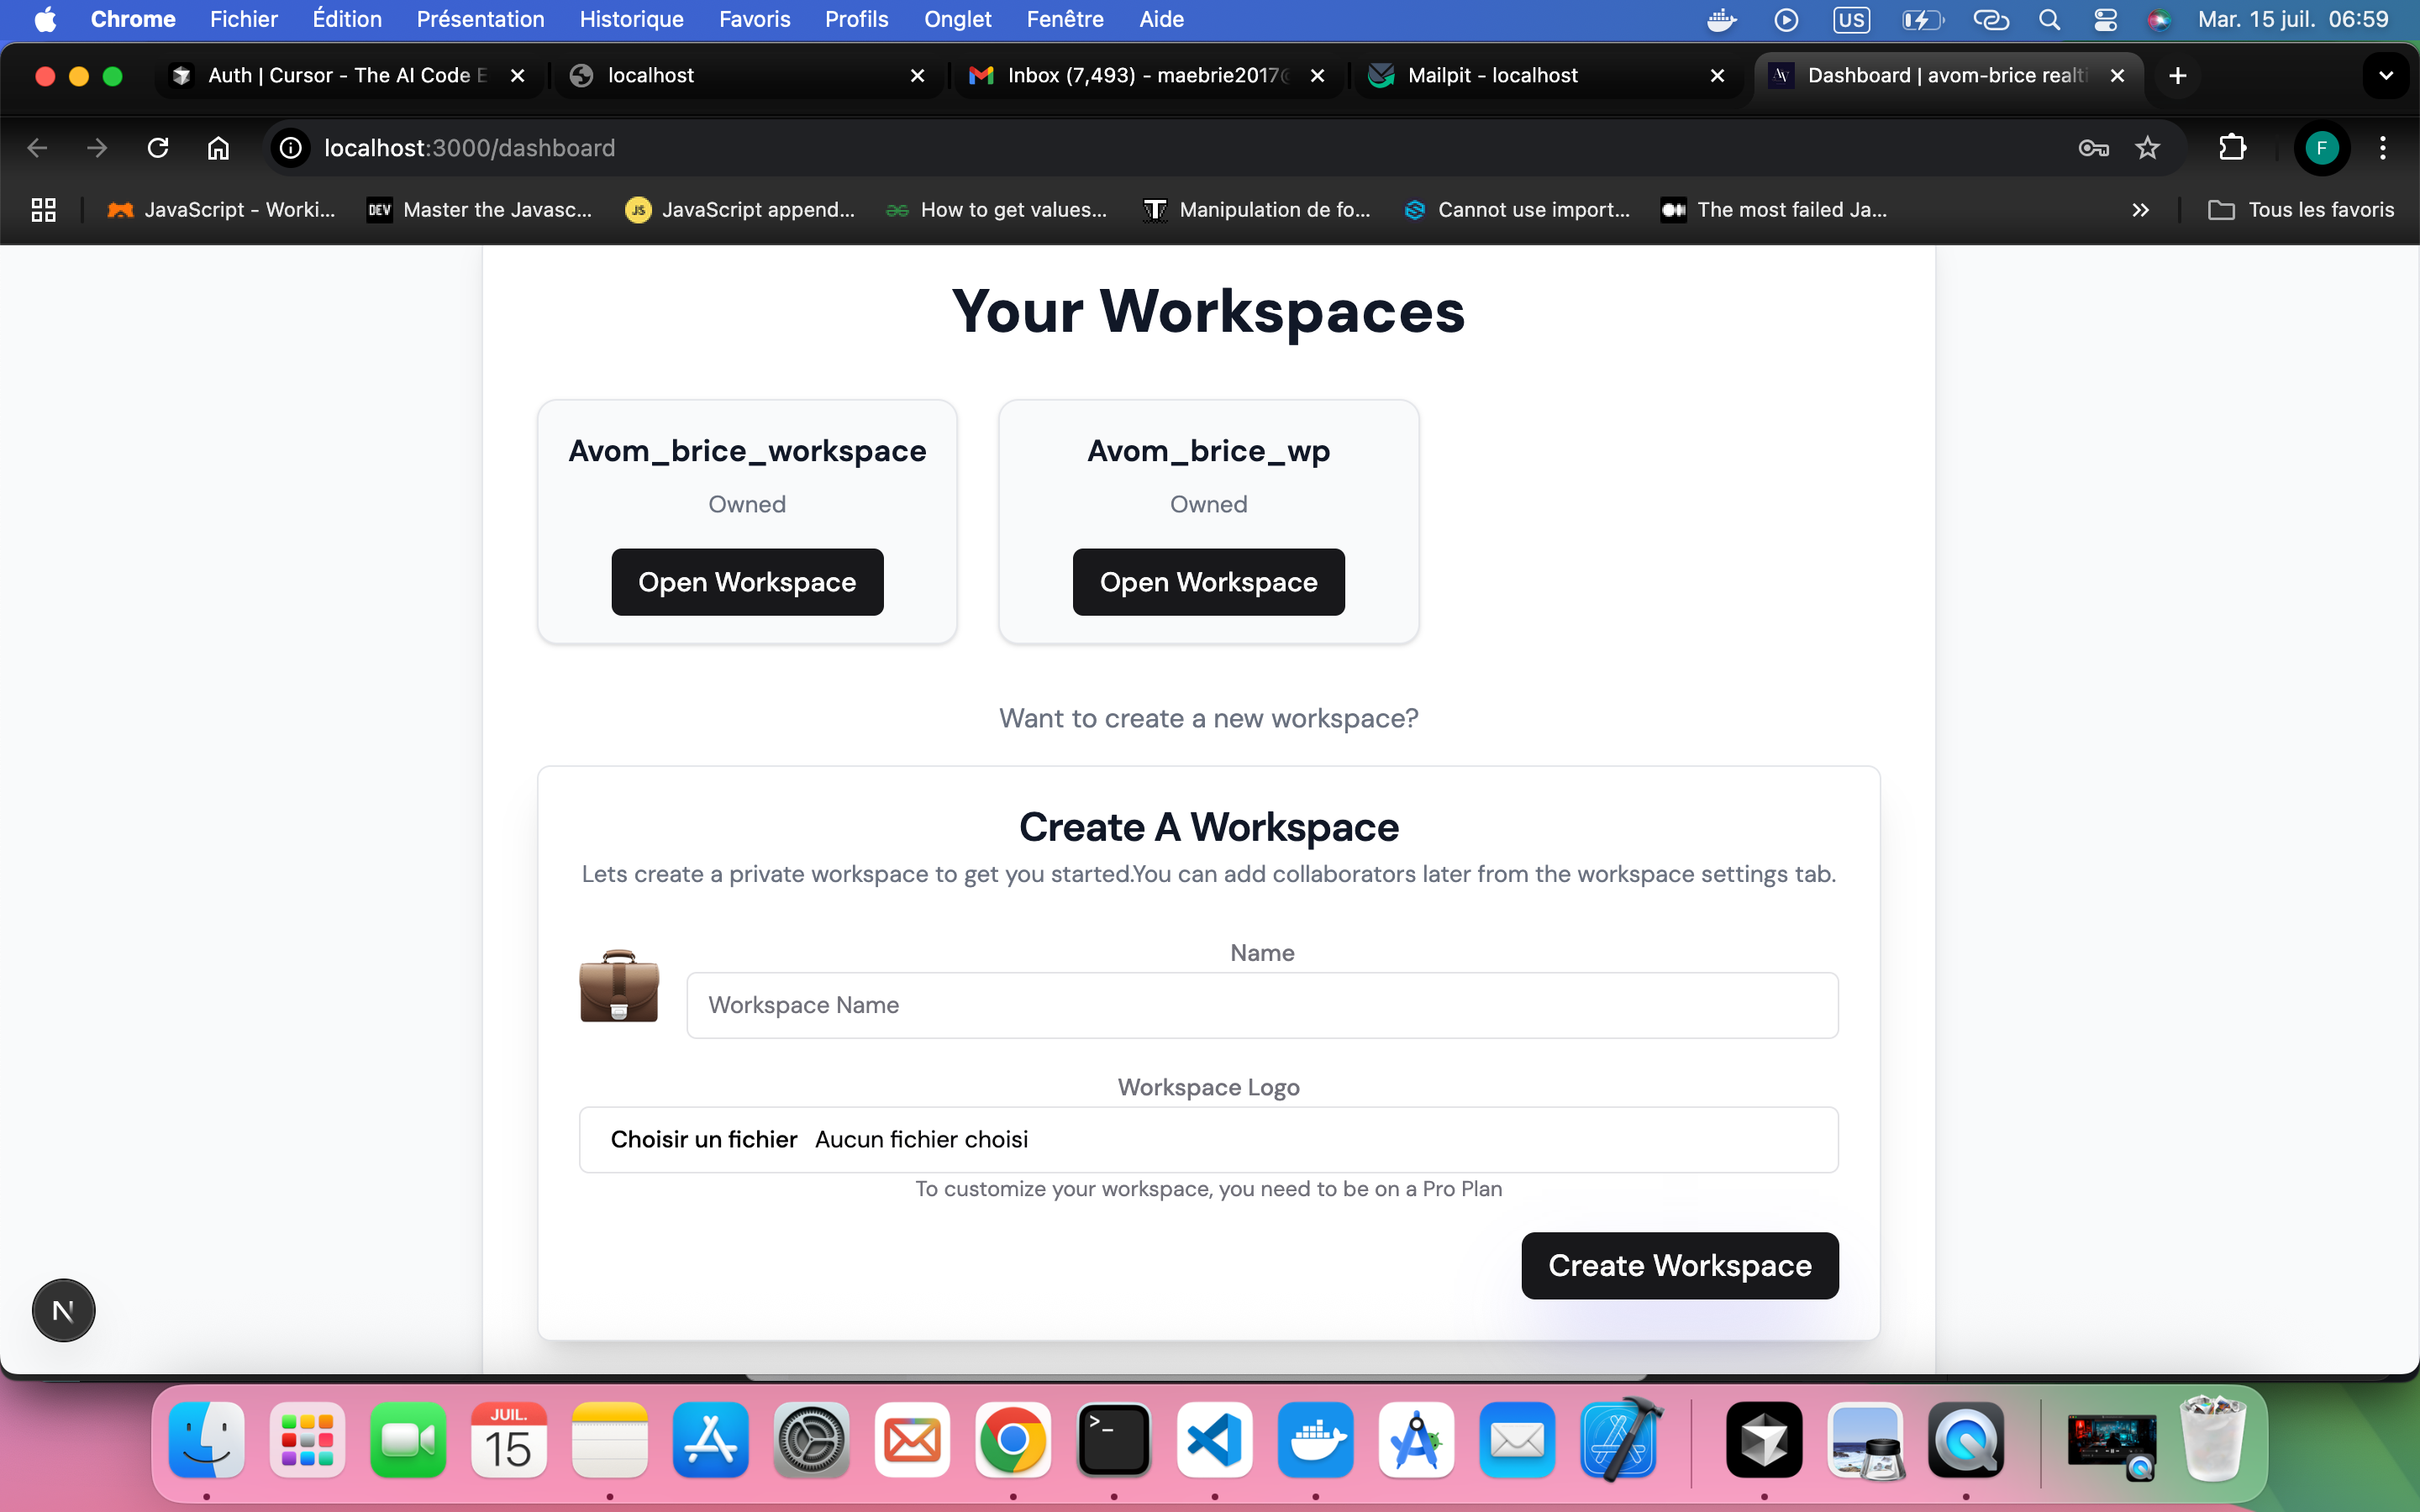 Chrome Fichier Édition Présentation Historique Favoris Profils Onglet Fenêtre Aide US Mar. 15 juil. 06:59
Auth | Cursor - The AI Code E localhost Inbox (7,493) - maebrie2017@ Mailpit - localhost Dashboard | avom-brice realti
localhost:3000/dashboard F
JavaScript - Worki... DEV Master the Javasc... JS JavaScript append... How to get values... Manipulation de fo... Cannot use import... The most failed Ja... Tous les favoris
Your Workspaces
Avom_brice_workspace Avom_brice_wp
Owned Owned
Open Workspace Open Workspace
Want to create a new workspace?
Create A Workspace
Lets create a private workspace to get you started.You can add collaborators later from the workspace settings tab.
Name
Workspace Name
Workspace Logo
Choisir un fichier Aucun fichier choisi
To customize your workspace, you need to be on a Pro Plan
Create Workspace
N
JUIL.
15